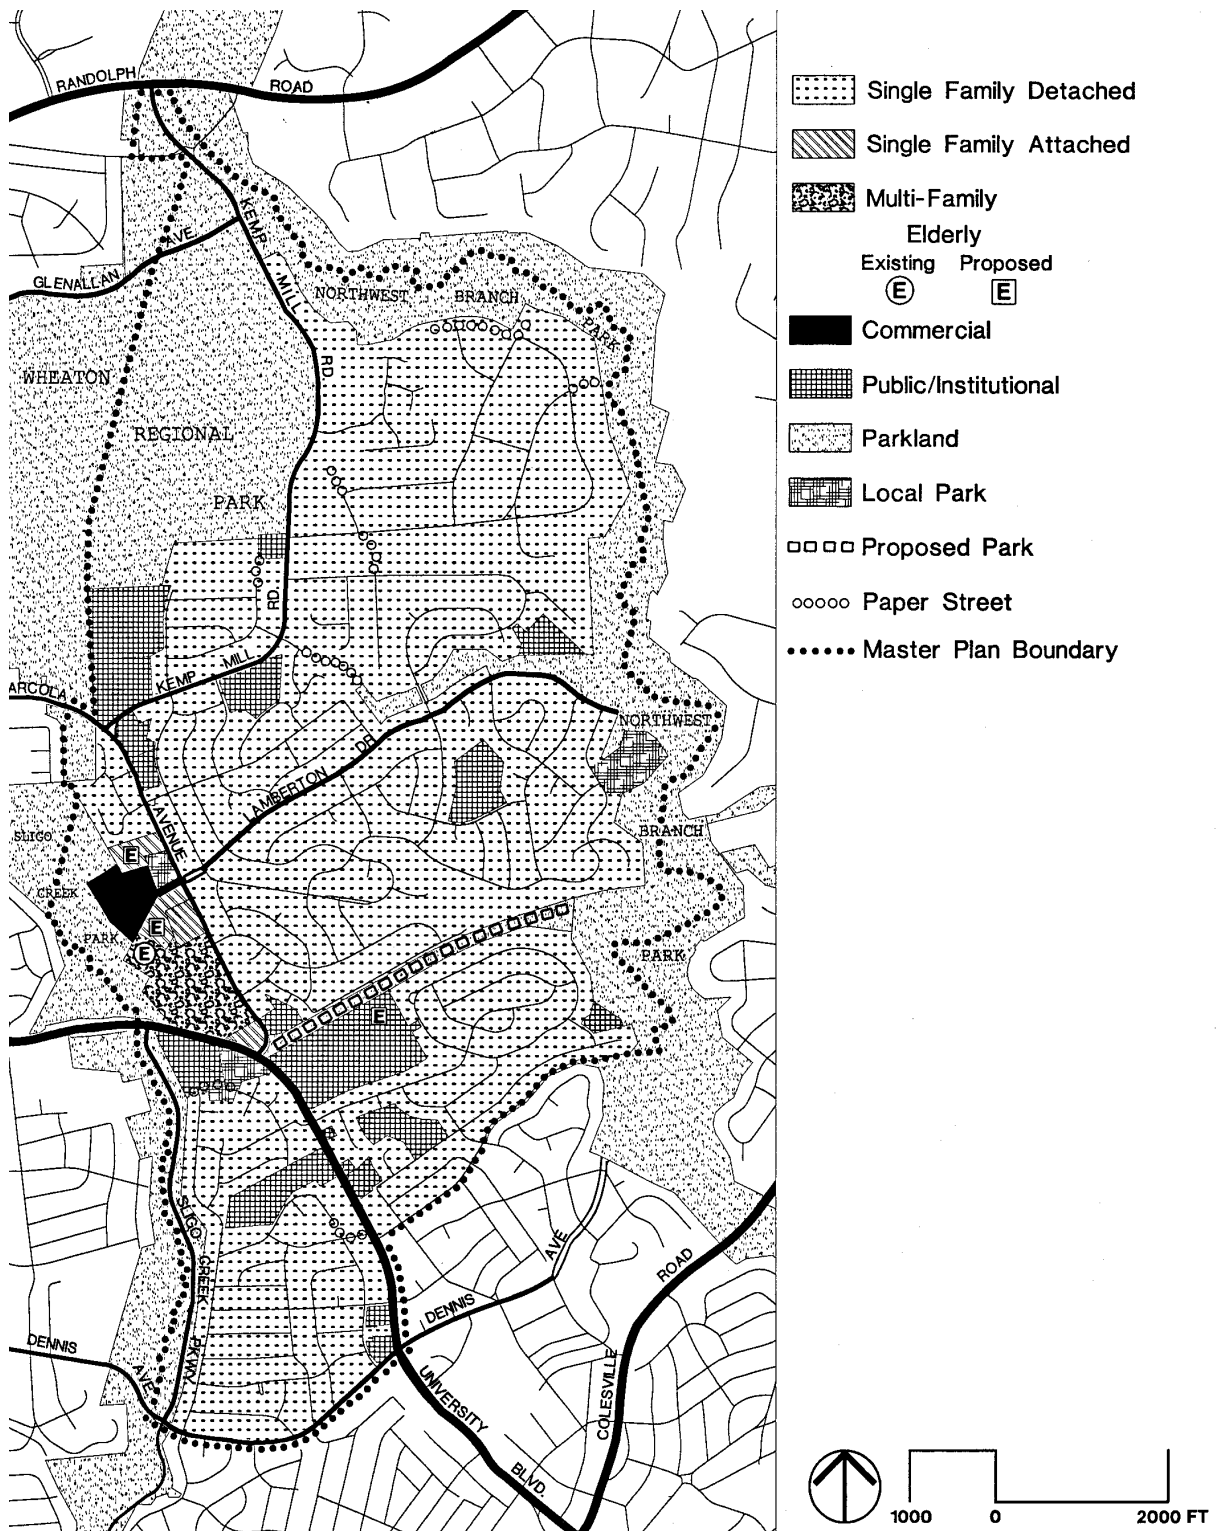 RANDOLPH ROAD
KEMP MILL RD.
GLENALLAN AVE
NORTHWEST BRANCH PARK
WHEATON
REGIONAL
PARK
RD.
KEMP MILL
ARCOLA
AVENUE
LAMBERTON DR
NORTHWEST
BRANCH
PARK
SLIGO
CREEK
PARK
E
E
E
E
SLIGO CREEK PKWY
DENNIS AVE
DENNIS AVE
UNIVERSITY BLVD.
COLESVILLE ROAD
Single Family Detached
Single Family Attached
Multi-Family
Elderly
Existing Proposed
E E
Commercial
Public/Institutional
Parkland
Local Park
Proposed Park
Paper Street
Master Plan Boundary
1000 0 2000 FT